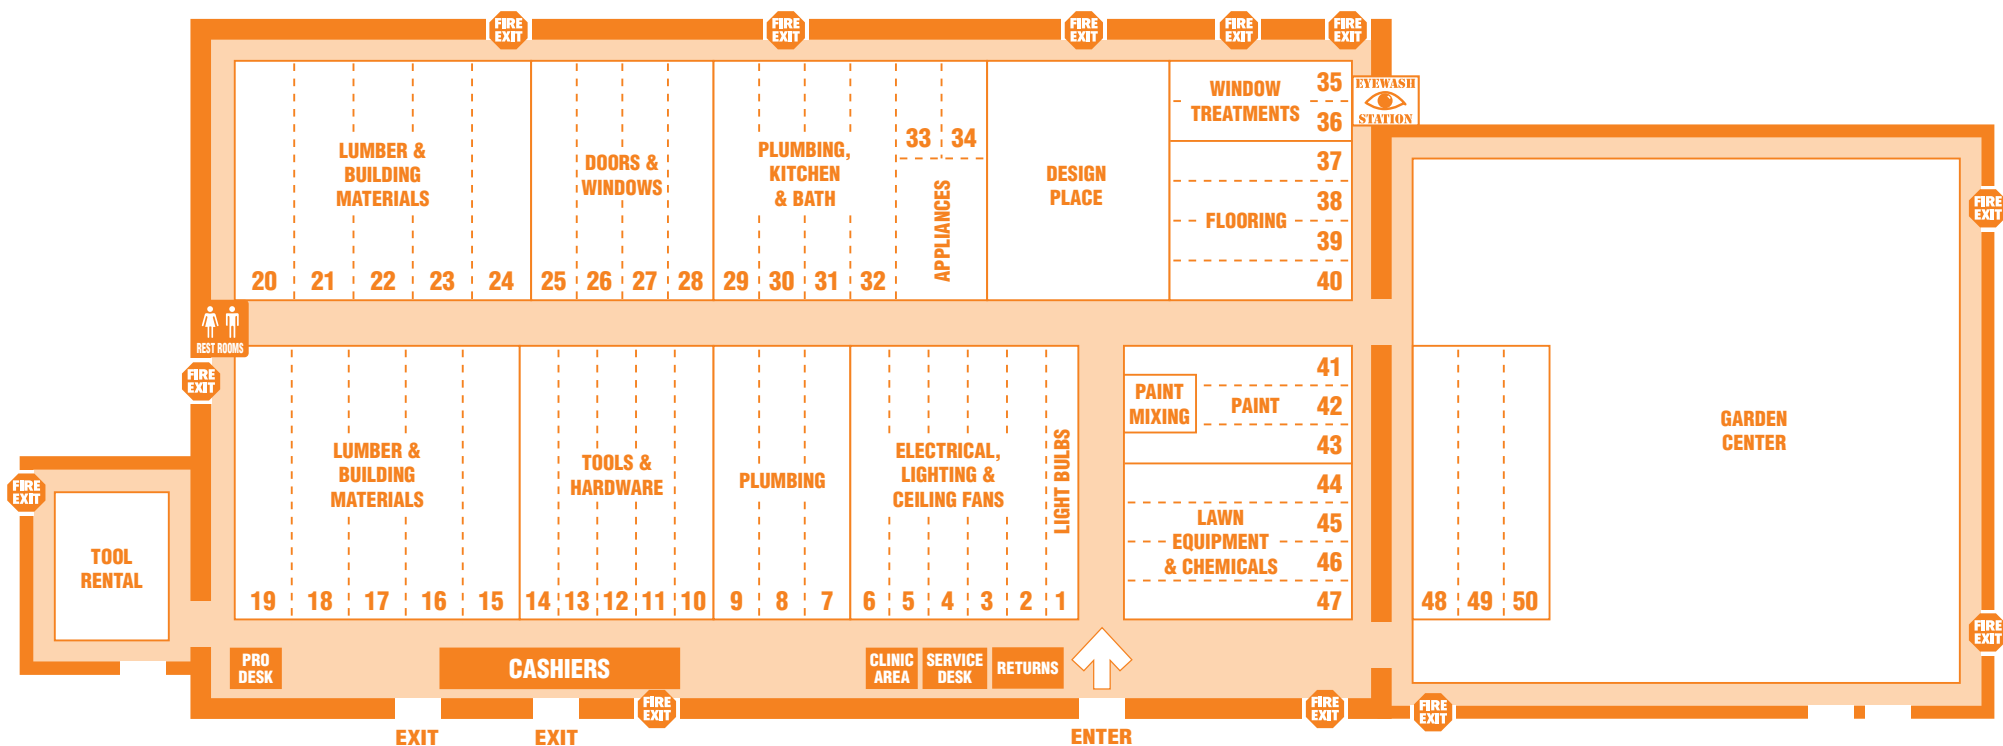 FIRE
EXIT
FIRE
EXIT
FIRE
EXIT
FIRE
EXIT
FIRE
EXIT
LUMBER &
BUILDING
MATERIALS
20 21 22 23 24
DOORS &
WINDOWS
25 26 27 28
PLUMBING,
KITCHEN
& BATH
29 30 31 32
33 34
APPLIANCES
DESIGN
PLACE
WINDOW
TREATMENTS
35
36
EYEWASH
STATION
FLOORING
37
38
39
40
FIRE
EXIT
REST ROOMS
FIRE
EXIT
LUMBER &
BUILDING
MATERIALS
19 18 17 16 15
TOOLS &
HARDWARE
14 13 12 11 10
PLUMBING
9 8 7
ELECTRICAL,
LIGHTING &
CEILING FANS
6 5 4 3 2 1
LIGHT BULBS
PAINT
MIXING
PAINT
41
42
43
LAWN
EQUIPMENT
& CHEMICALS
44
45
46
47
48 49 50
GARDEN
CENTER
FIRE
EXIT
TOOL
RENTAL
FIRE
EXIT
PRO
DESK
CASHIERS
CLINIC
AREA
SERVICE
DESK
RETURNS
FIRE
EXIT
FIRE
EXIT
FIRE
EXIT
EXIT
EXIT
ENTER